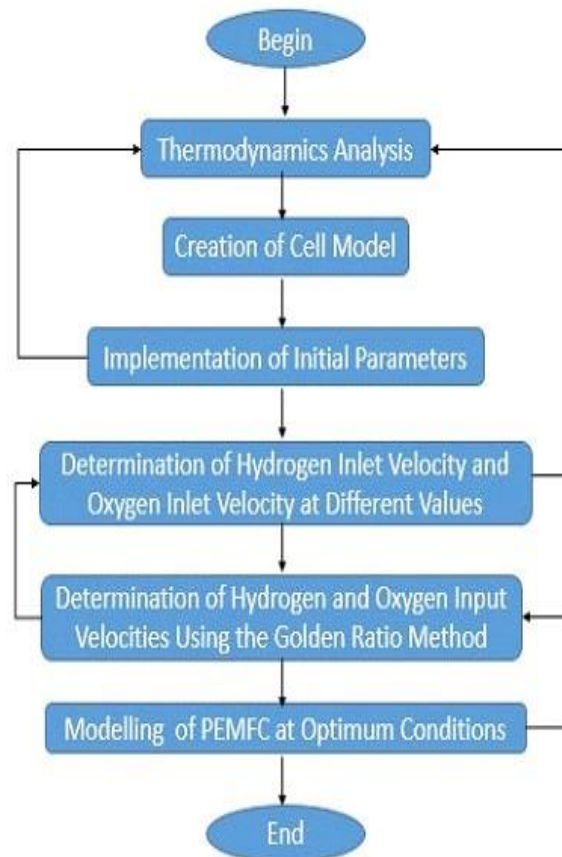 Begin
Thermodynamics Analysis
Creation of Cell Model
Implementation of Initial Parameters
Determination of Hydrogen Inlet Velocity and
Oxygen Inlet Velocity at Different Values
Determination of Hydrogen and Oxygen Input
Velocities Using the Golden Ratio Method
Modelling of PEMFC at Optimum Conditions
End